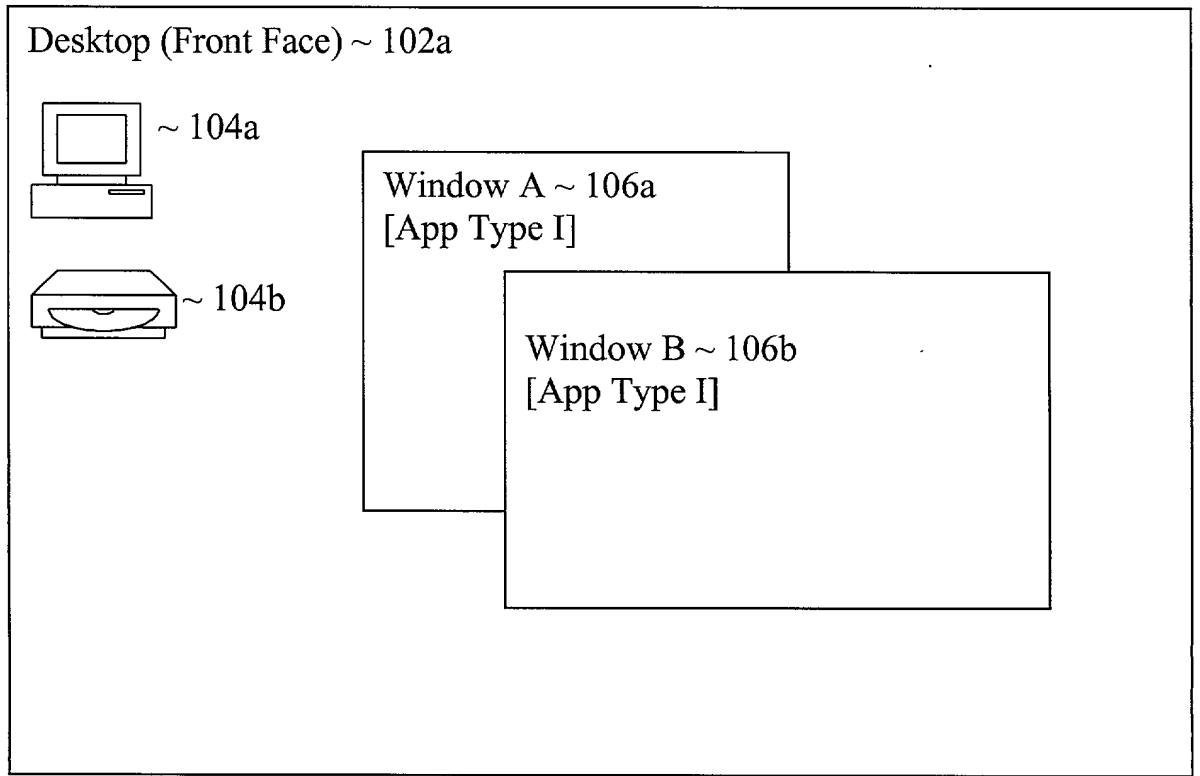 Desktop (Front Face) ~ 102a
~ 104a
Window A ~ 106a
[App Type I]
~ 104b
Window B ~ 106b
[App Type I]